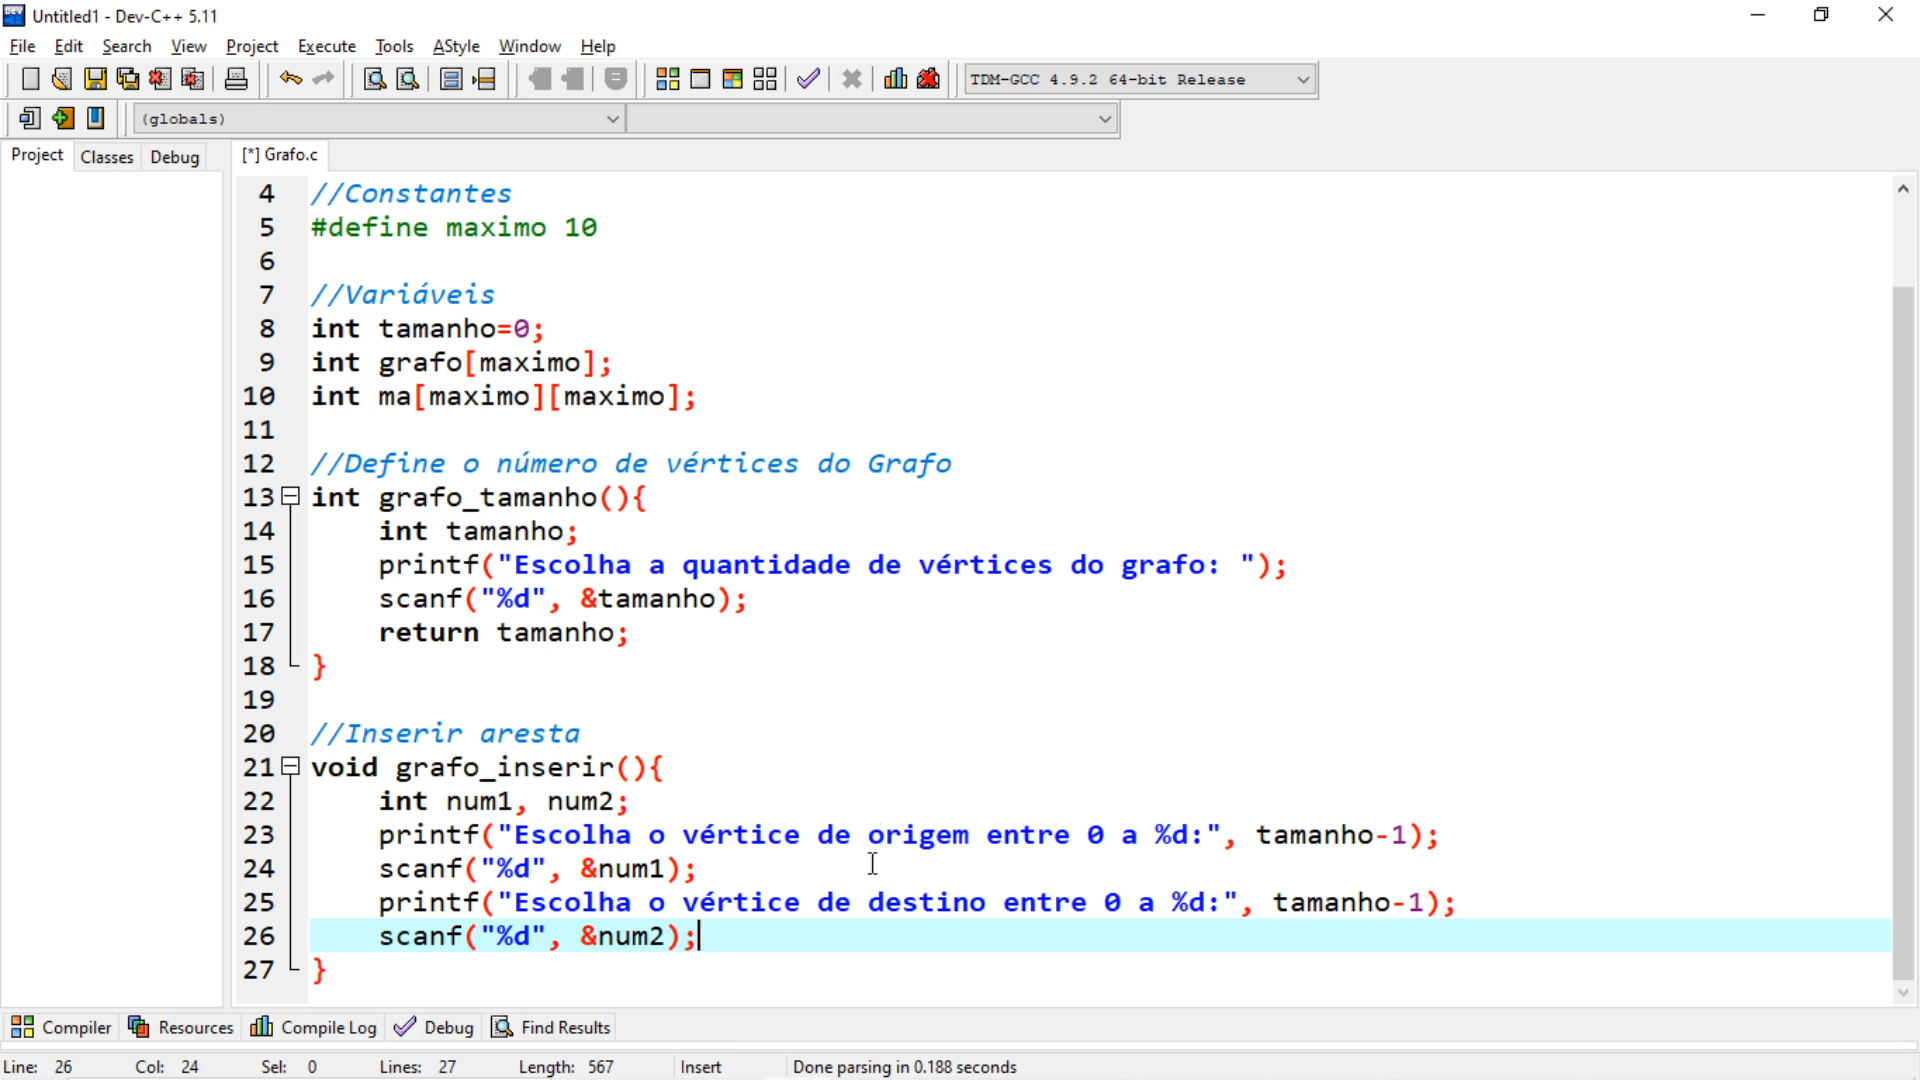 Untitled1 - Dev-C++ 5.11
File Edit Search View Project Execute Tools AStyle Window Help
TDM-GCC 4.9.2 64-bit Release
(globals)
Project Classes Debug [*] Grafo.c
4 //Constantes
5 #define maximo 10
6
7 //Variáveis
8 int tamanho=0;
9 int grafo[maximo];
10 int ma[maximo][maximo];
11
12 //Define o número de vértices do Grafo
13 int grafo_tamanho(){
14 int tamanho;
15 printf("Escolha a quantidade de vértices do grafo: ");
16 scanf("%d", &tamanho);
17 return tamanho;
18 }
19
20 //Inserir aresta
21 void grafo_inserir(){
22 int num1, num2;
23 printf("Escolha o vértice de origem entre 0 a %d:", tamanho-1);
24 scanf("%d", &num1);
25 printf("Escolha o vértice de destino entre 0 a %d:", tamanho-1);
26 scanf("%d", &num2);
27 }
Compiler Resources Compile Log Debug Find Results
Line: 26 Col: 24 Sel: 0 Lines: 27 Length: 567 Insert Done parsing in 0.188 seconds